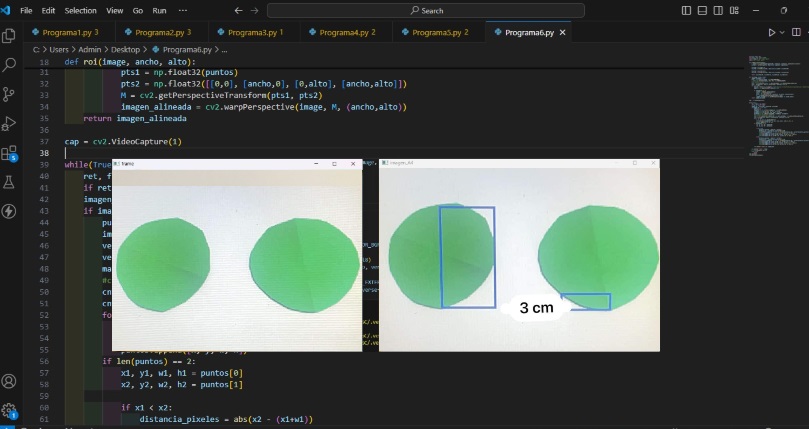 File Edit Selection View Go Run ... Search
Programa1.py 3 Programa2.py 3 Programa3.py 1 Programa4.py 2 Programa5.py 2 Programa6.py
C: > Users > Admin > Desktop > Programa6.py > ...
18 def roi(image, ancho, alto):
31 pts1 = np.float32(puntos)
32 pts2 = np.float32([[0,0], [ancho,0], [0,alto], [ancho,alto]])
33 M = cv2.getPerspectiveTransform(pts1, pts2)
34 imagen_alineada = cv2.warpPerspective(image, M, (ancho,alto))
35 return imagen_alineada
36
37 cap = cv2.VideoCapture(1)
38
39 while(True
frame
imagen_A4
40 ret, f
41 if ret
42 imagen
43 if ima
44 pu
45 im
46 ve
47 ve
48 ma
49 #c
50 cn
51 cn
52 fo
53
54
3 cm
56 if len(puntos) == 2:
57 x1, y1, w1, h1 = puntos[0]
58 x2, y2, w2, h2 = puntos[1]
59
60 if x1 < x2:
61 distancia_pixeles = abs(x2 - (x1+w1))